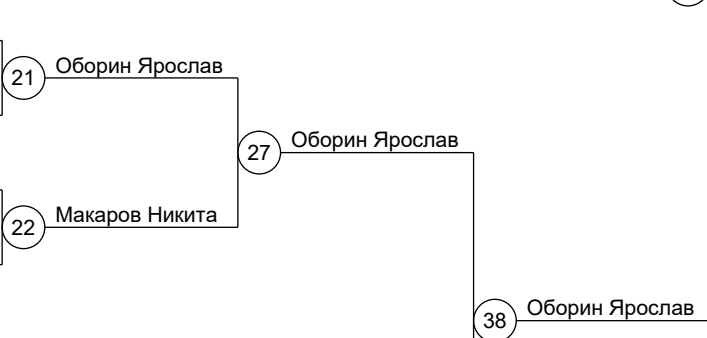 21 Оборин Ярослав
27 Оборин Ярослав
22 Макаров Никита
38 Оборин Ярослав